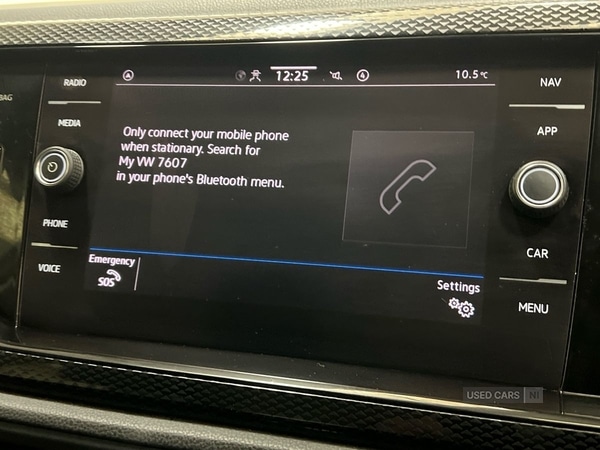 RADIO
MEDIA
PHONE
VOICE
12:25
4
10.5°C
Only connect your mobile phone
when stationary. Search for
My VW 7607
in your phone's Bluetooth menu.
Emergency
SOS
Settings
NAV
APP
CAR
MENU
USED CARS NI